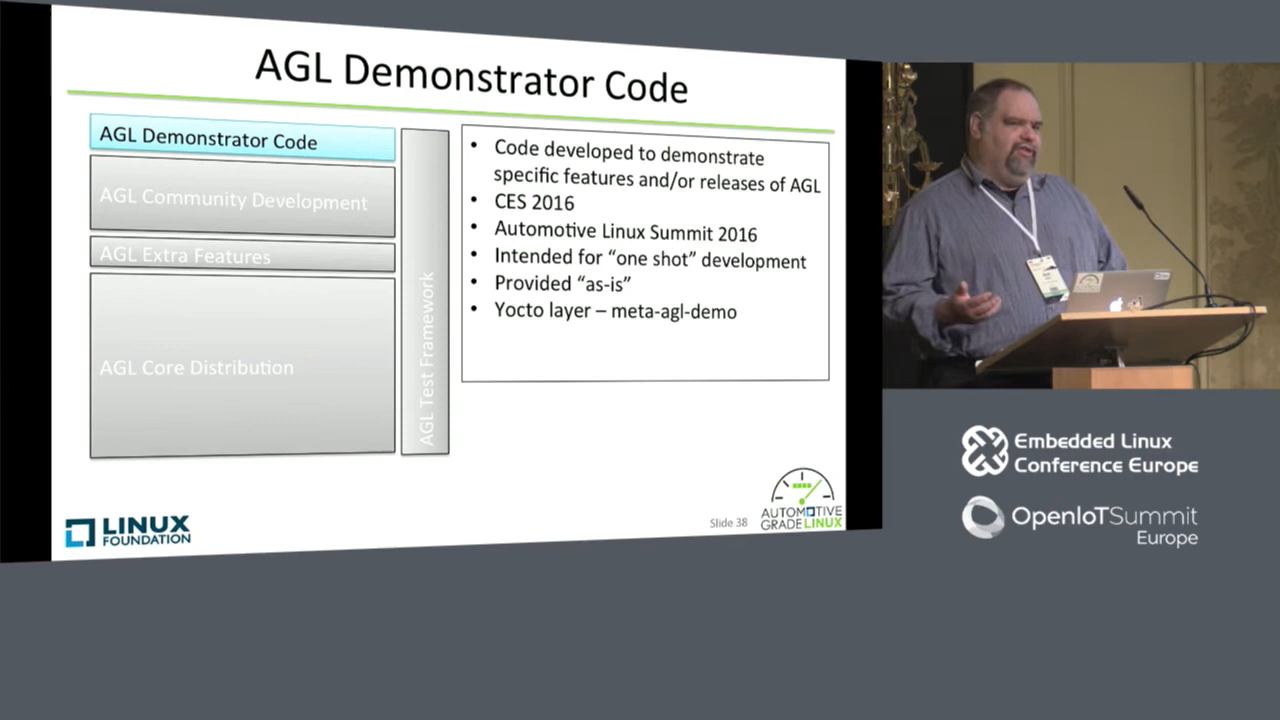 AGL Demonstrator Code
AGL Demonstrator Code
AGL Community Development
AGL Extra Features
AGL Core Distribution
AGL Test Framework
• Code developed to demonstrate
specific features and/or releases of AGL
• CES 2016
• Automotive Linux Summit 2016
• Intended for “one shot” development
• Provided “as-is”
• Yocto layer – meta-agl-demo
LINUX
FOUNDATION
Slide 38
AUTOMOTIVE
GRADELINUX
Embedded Linux
Conference Europe
OpenIoTSummit
Europe